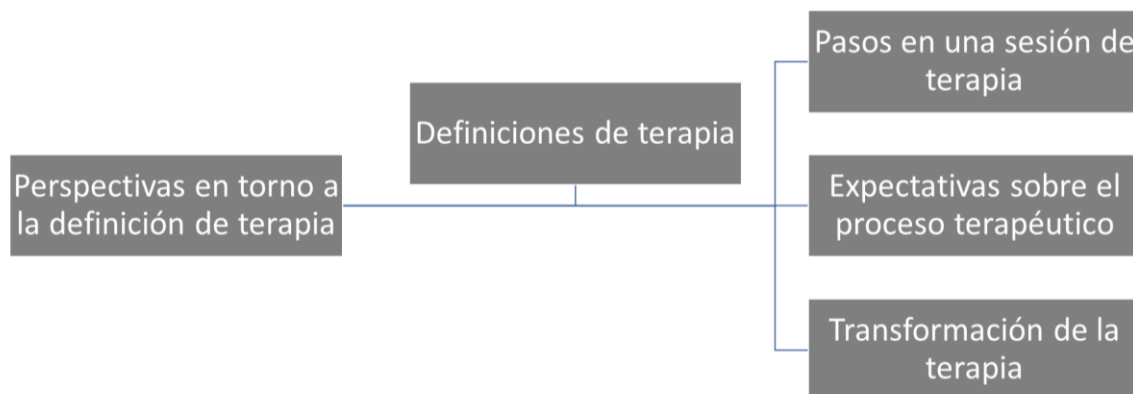 Perspectivas en torno a
la definición de terapia
Definiciones de terapia
Pasos en una sesión de
terapia
Expectativas sobre el
proceso terapéutico
Transformación de la
terapia